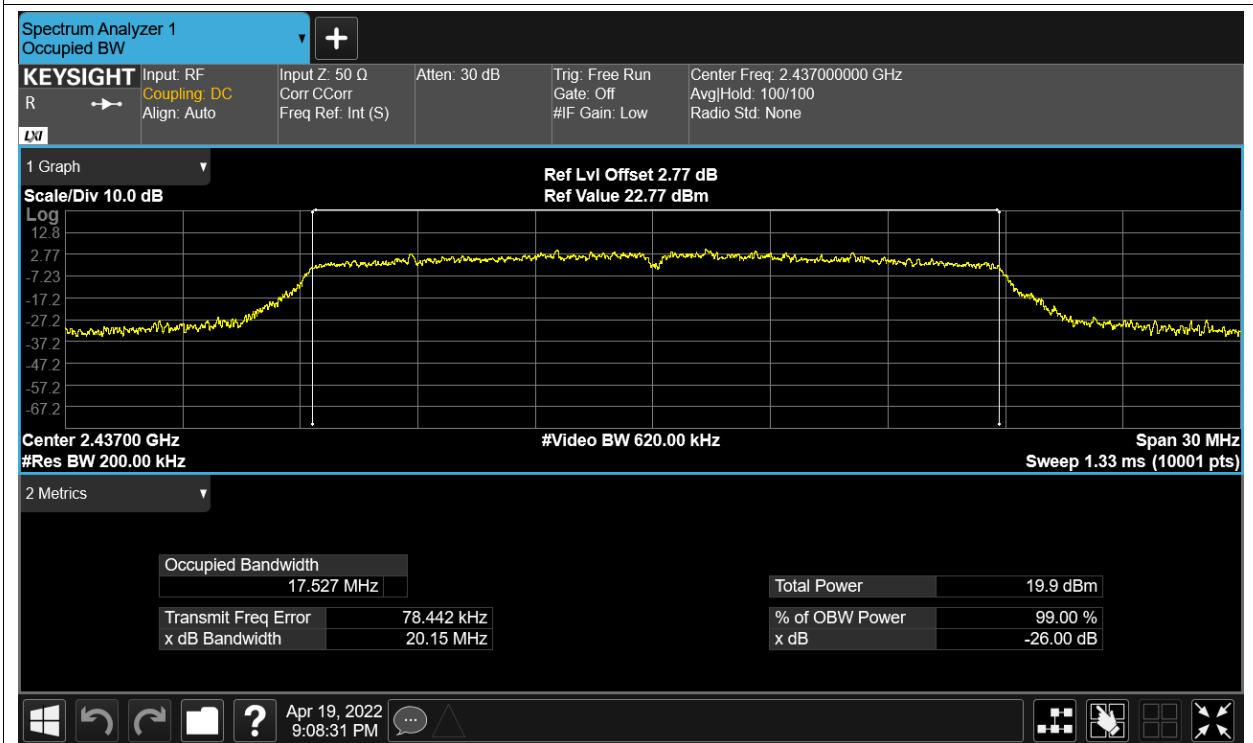 Spectrum Analyzer 1
Occupied BW
▼
+
KEYSIGHT
R
LXI
Input: RF
Coupling: DC
Align: Auto
Input Z: 50 Ω
Corr CCorr
Freq Ref: Int (S)
Atten: 30 dB
Trig: Free Run
Gate: Off
#IF Gain: Low
Center Freq: 2.437000000 GHz
Avg|Hold: 100/100
Radio Std: None
1 Graph ▼
Scale/Div 10.0 dB
Ref Lvl Offset 2.77 dB
Ref Value 22.77 dBm
Log
12.8
2.77
-7.23
-17.2
-27.2
-37.2
-47.2
-57.2
-67.2
Center 2.43700 GHz
#Res BW 200.00 kHz
#Video BW 620.00 kHz
Span 30 MHz
Sweep 1.33 ms (10001 pts)
2 Metrics ▼
Occupied Bandwidth
17.527 MHz
Transmit Freq Error 78.442 kHz
x dB Bandwidth 20.15 MHz
Total Power 19.9 dBm
% of OBW Power 99.00 %
x dB -26.00 dB
?
Apr 19, 2022
9:08:31 PM